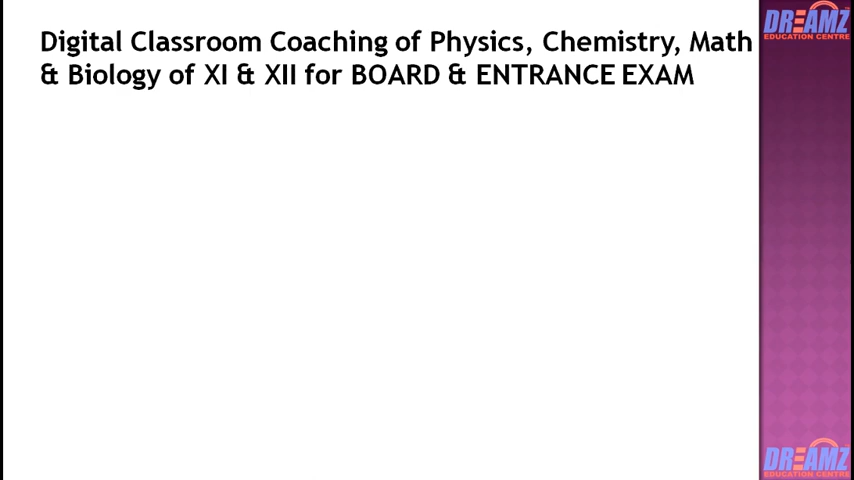 Digital Classroom Coaching of Physics, Chemistry, Math
& Biology of XI & XII for BOARD & ENTRANCE EXAM
DREAMZ
EDUCATION CENTRE
DREAMZ
EDUCATION CENTRE